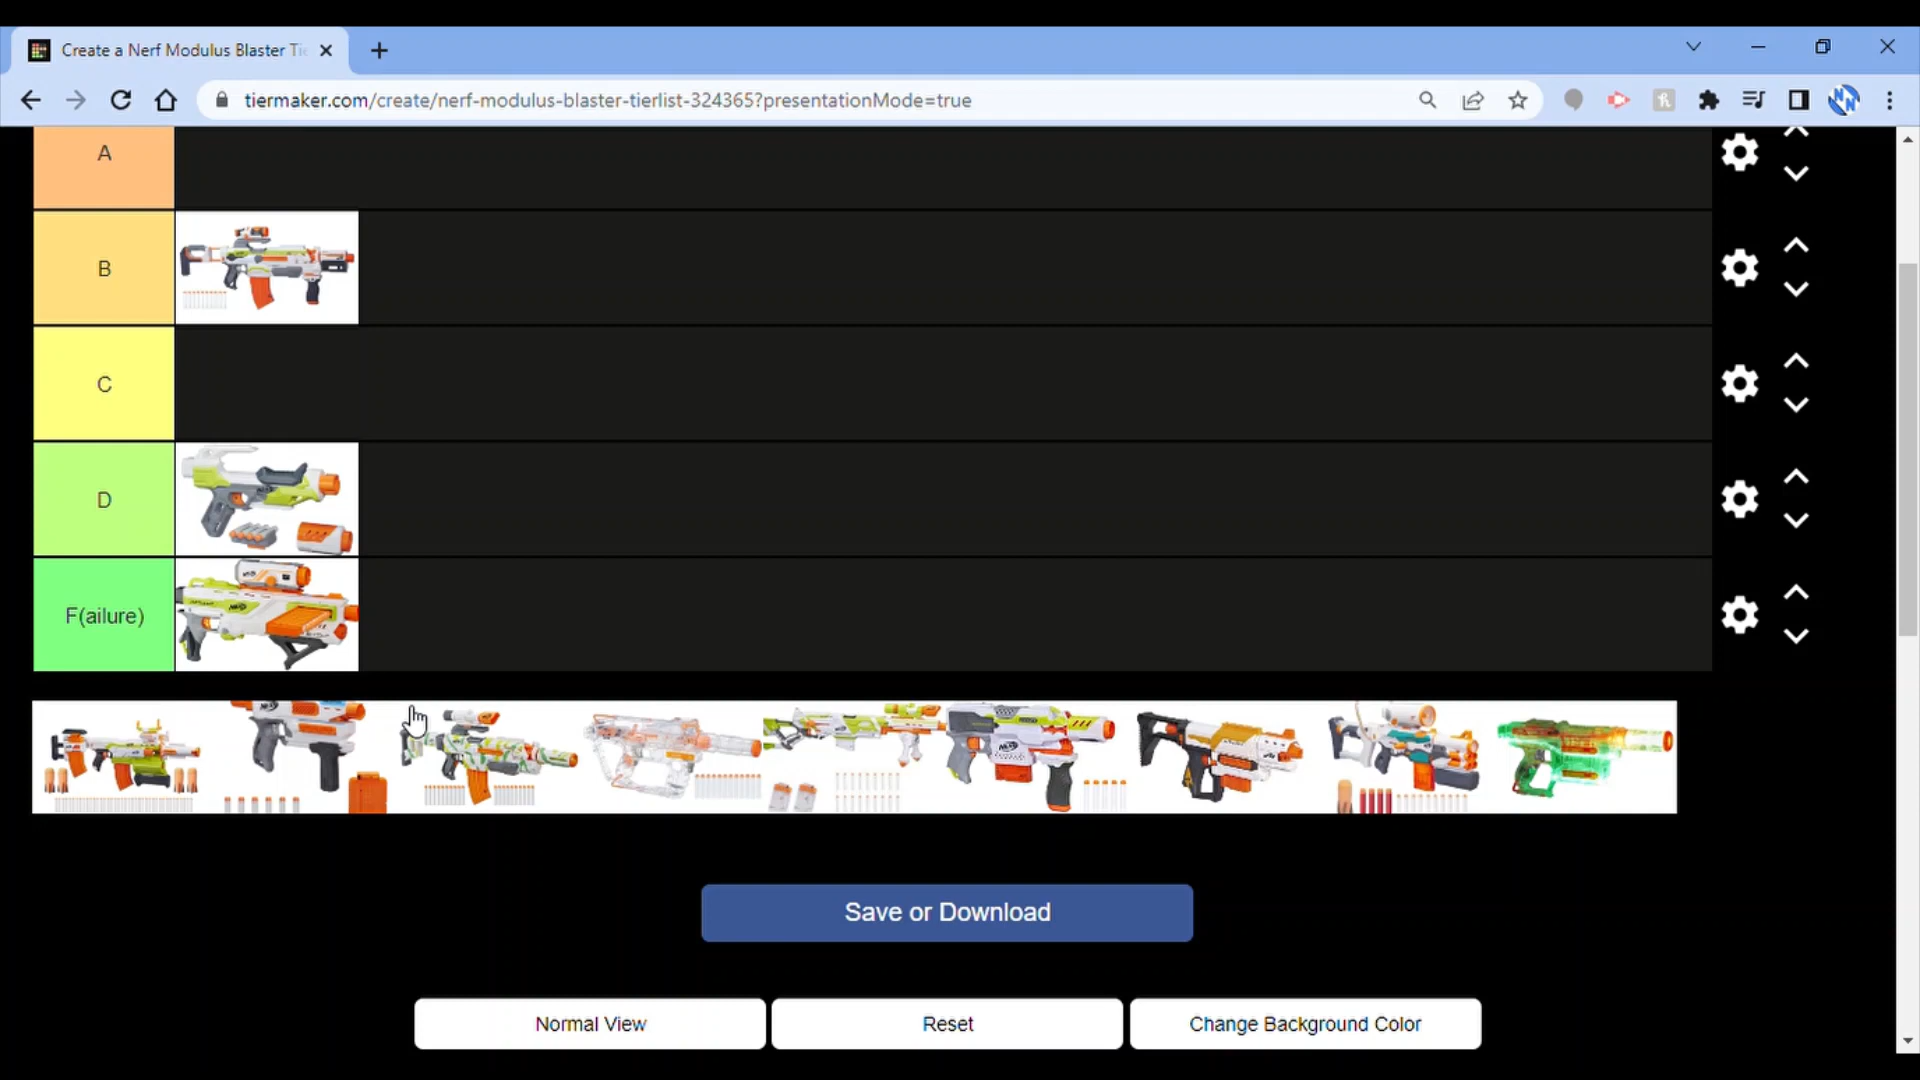 Create a Nerf Modulus Blaster Tie
tiermaker.com/create/nerf-modulus-blaster-tierlist-324365?presentationMode=true
A
B
C
D
F(ailure)
Save or Download
Normal View
Reset
Change Background Color